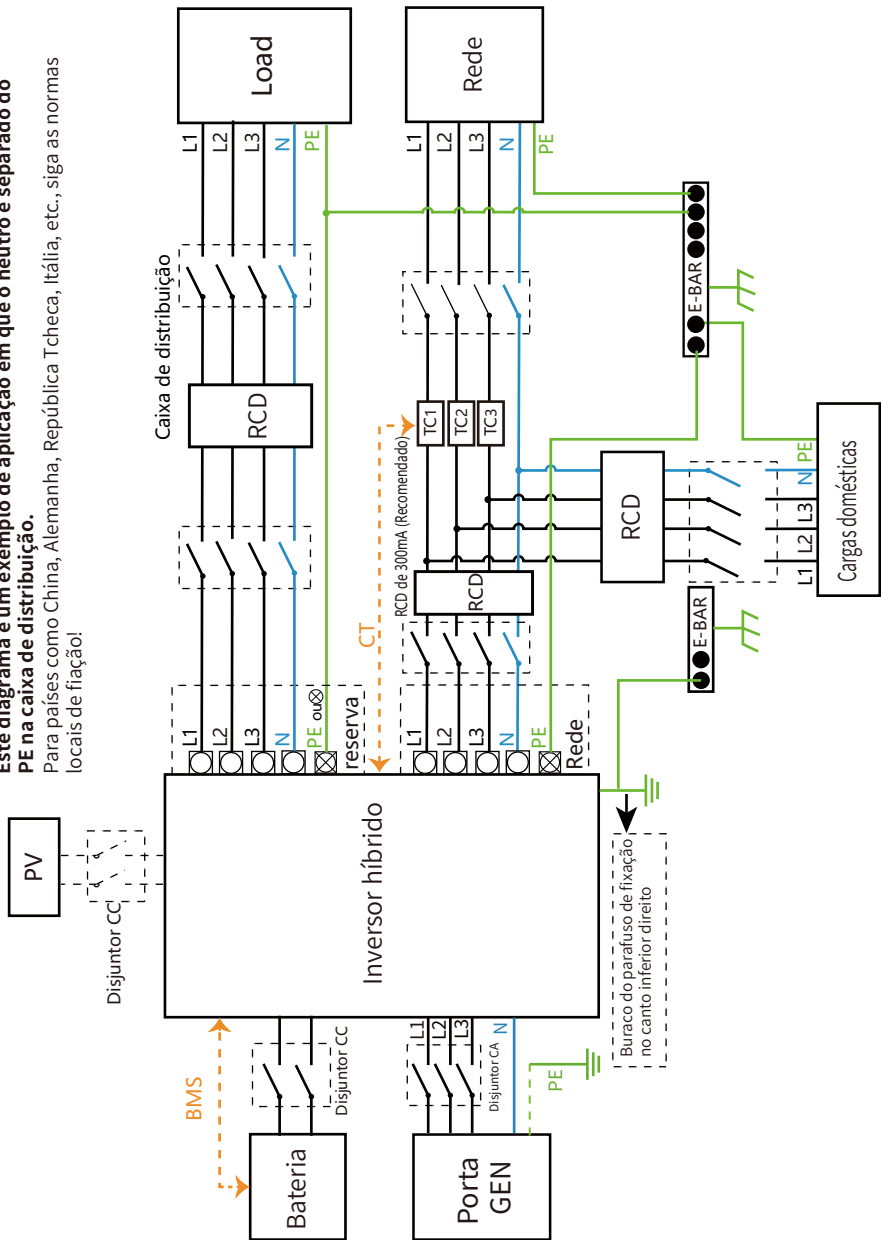 Este diagrama é um exemplo de aplicação em que o neutro é separado do
PE na caixa de distribuição.
Para países como China, Alemanha, República Tcheca, Itália, etc., siga as normas
locais de fiação!
PV
Disjuntor CC
Caixa de distribuição
Load
L1
L2
L3
N
PE
RCD
L1
L2
L3
N
PE ou
reserva
Rede
L1
L2
L3
N
PE
CT
RCD de 300mA (Recomendado)
TC1
TC2
TC3
RCD
L1
L2
L3
N
PE
Rede
Inversor híbrido
BMS
Bateria
Disjuntor CC
Porta
GEN
L1
L2
L3
N
Disjuntor CA
PE
Buraco do parafuso de fixação
no canto inferior direito
E-BAR
E-BAR
RCD
L1
L2
L3
N
PE
Cargas domésticas